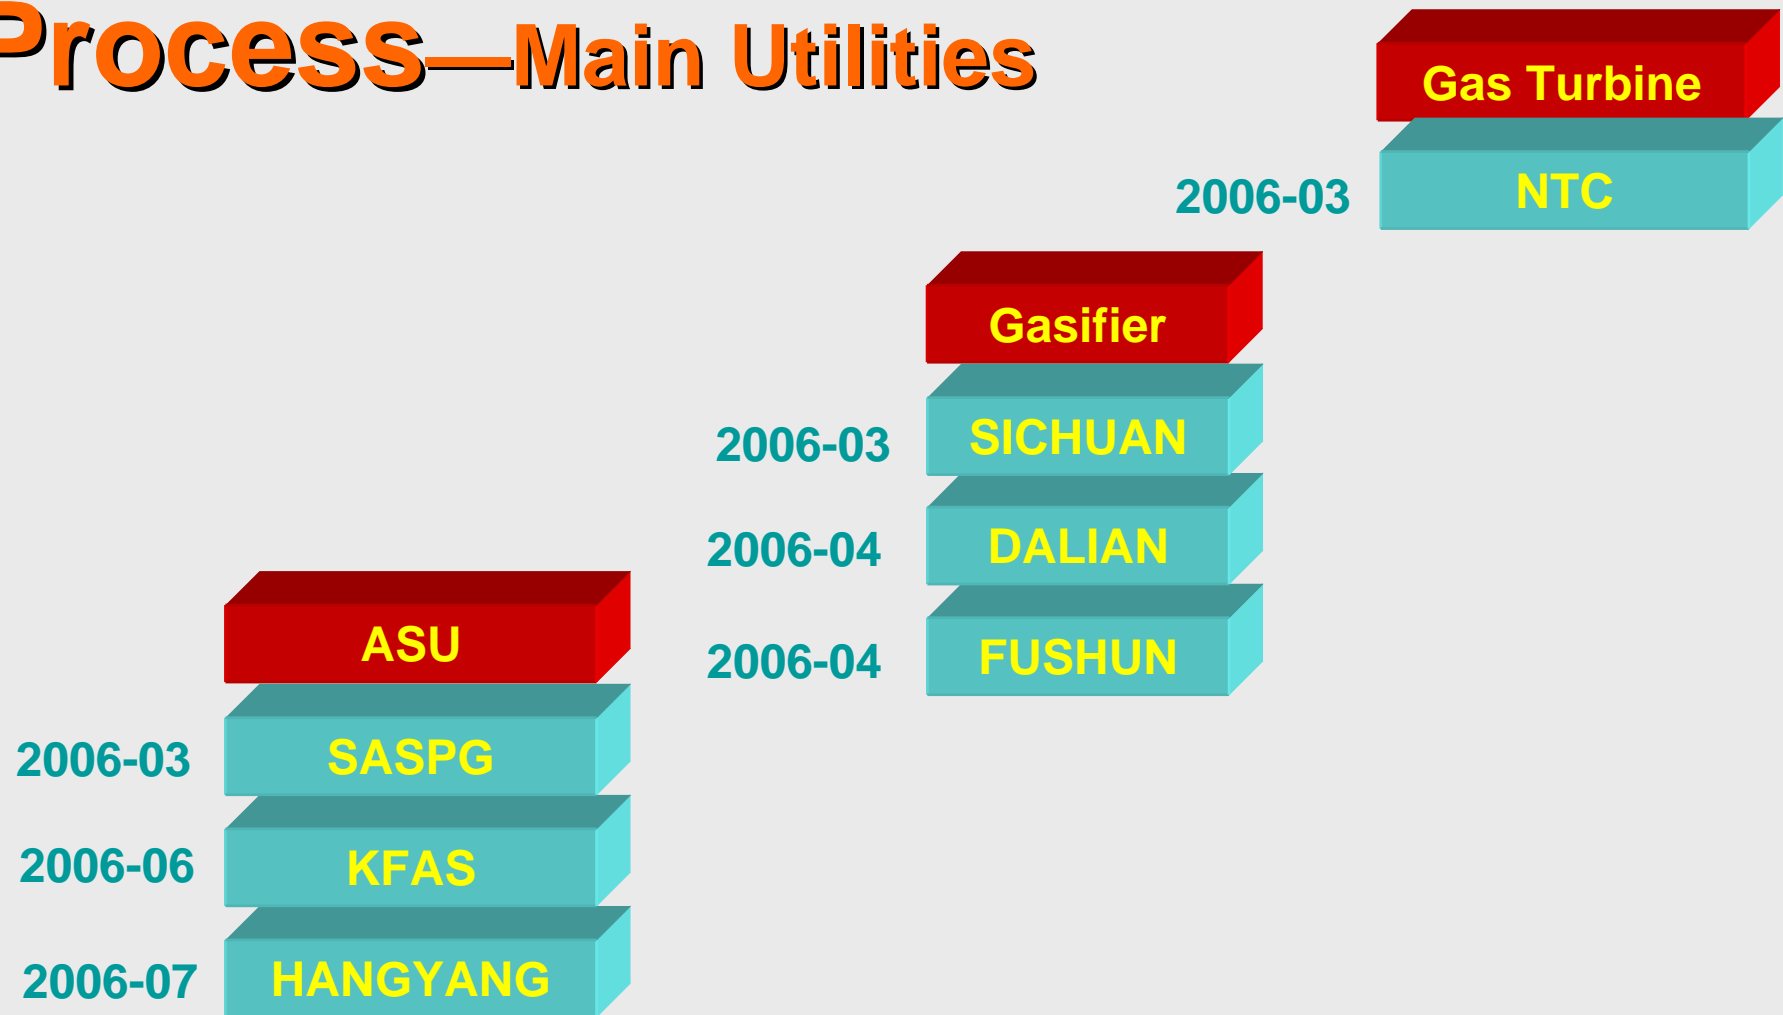 Process—Main Utilities
Gas Turbine
2006-03 NTC
Gasifier
2006-03 SICHUAN
2006-04 DALIAN
2006-04 FUSHUN
ASU
2006-03 SASPG
2006-06 KFAS
2006-07 HANGYANG